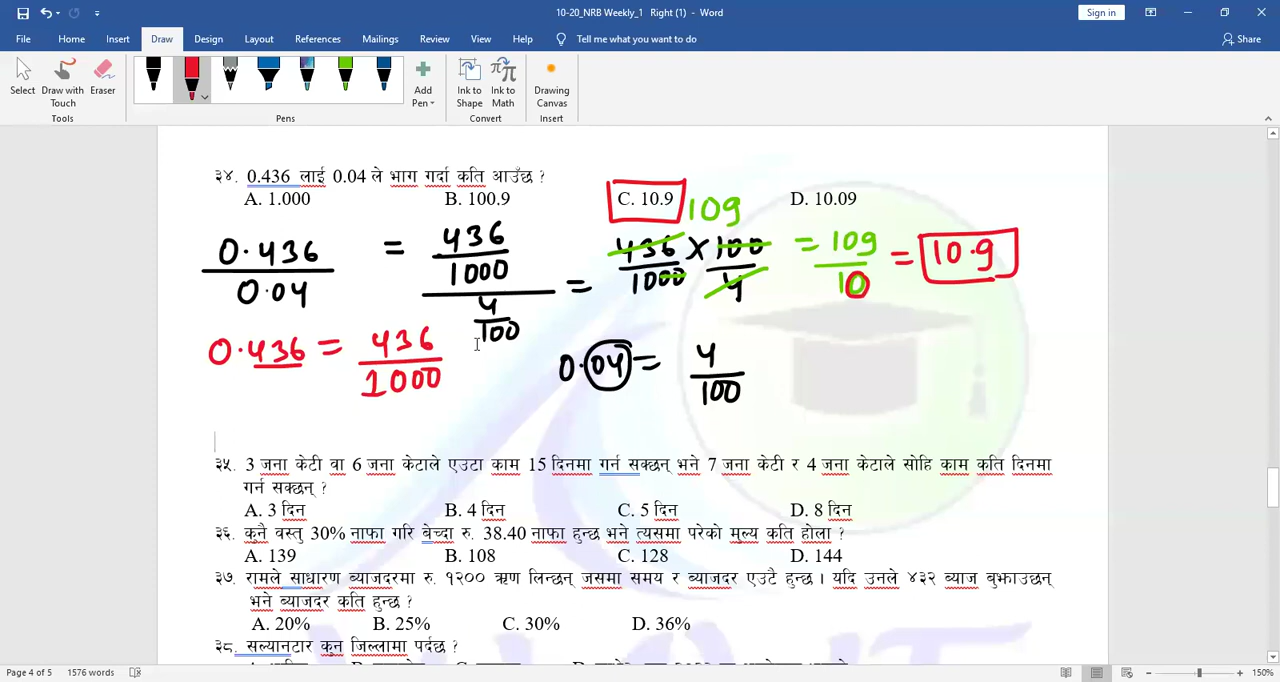 10-20_NRB Weekly_1 Right (1) - Word
Sign in
File Home Insert Draw Design Layout References Mailings Review View Help Tell me what you want to do
Share
Select Draw with Touch Eraser
Add Pen
Ink to Shape Ink to Math Drawing Canvas
Tools Pens Convert Insert
३४. 0.436 लाई 0.04 ले भाग गर्दा कति आउँछ ?
A. 1.000 B. 100.9 C. 10.9 D. 10.09
109
0.436 / 0.04 = 436/1000 / 4/100 = 436/1000 × 100/4 = 109/10 = 10.9
0.436 = 436/1000
0.04 = 4/100
३५. 3 जना केटी वा 6 जना केटाले एउटा काम 15 दिनमा गर्न सक्छन् भने 7 जना केटी र 4 जना केटाले सोहि काम कति दिनमा
गर्न सक्छन् ?
A. 3 दिन B. 4 दिन C. 5 दिन D. 8 दिन
३६. कुनै वस्तु 30% नाफा गरि बेच्दा रु. 38.40 नाफा हुन्छ भने त्यसमा परेको मुल्य कति होला ?
A. 139 B. 108 C. 128 D. 144
३७. रामले साधारण ब्याजदरमा रु. १२०० ऋण लिन्छन् जसमा समय र ब्याजदर एउटै हुन्छ । यदि उनले ४३२ ब्याज बुझाउछन्
भने ब्याजदर कति हुन्छ ?
A. 20% B. 25% C. 30% D. 36%
३८. सल्यानटार कुन जिल्लामा पर्दछ ?
Page 4 of 5 1576 words
150%